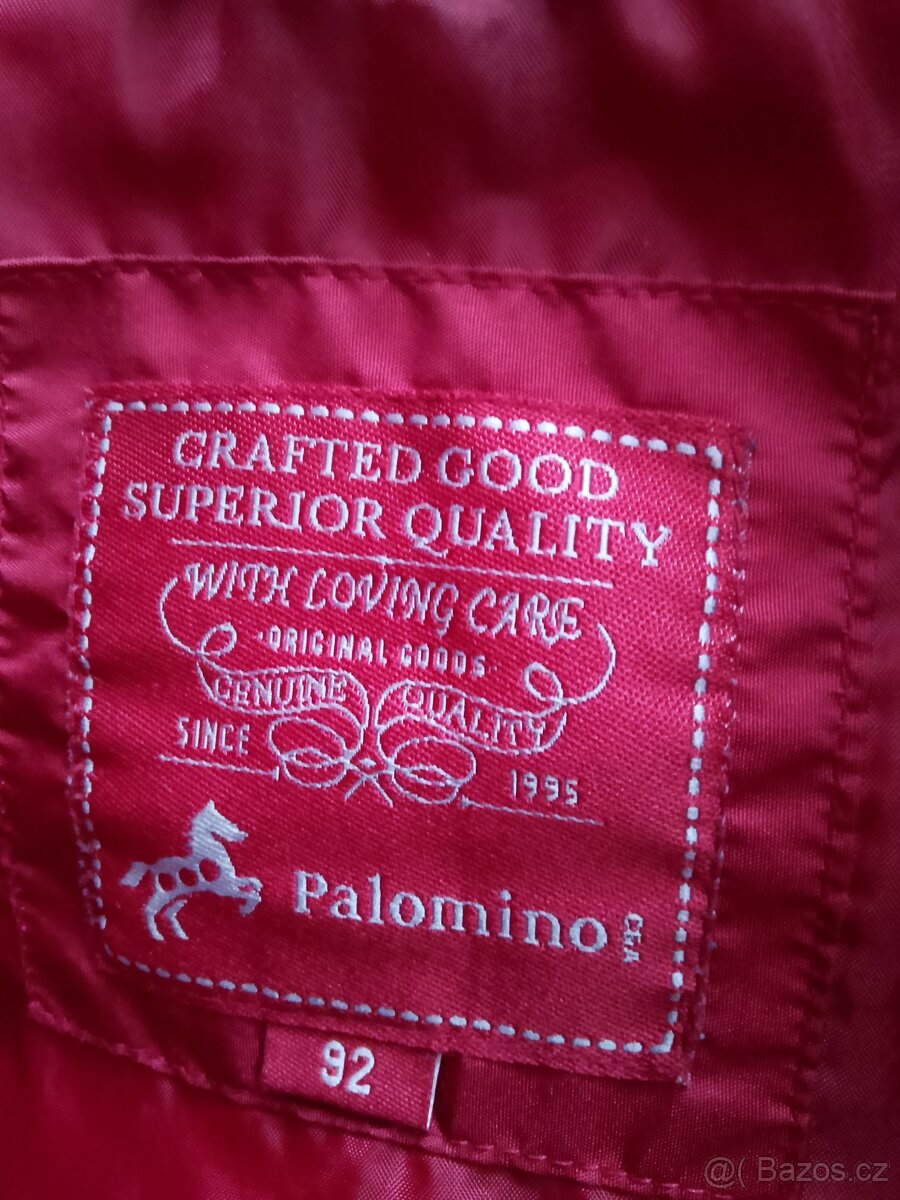 CRAFTED GOOD
SUPERIOR QUALITY
WITH LOVING CARE
·ORIGINAL GOODS·
GENUINE QUALITY
SINCE 1995
Palomino C&A
92
@( Bazos.cz